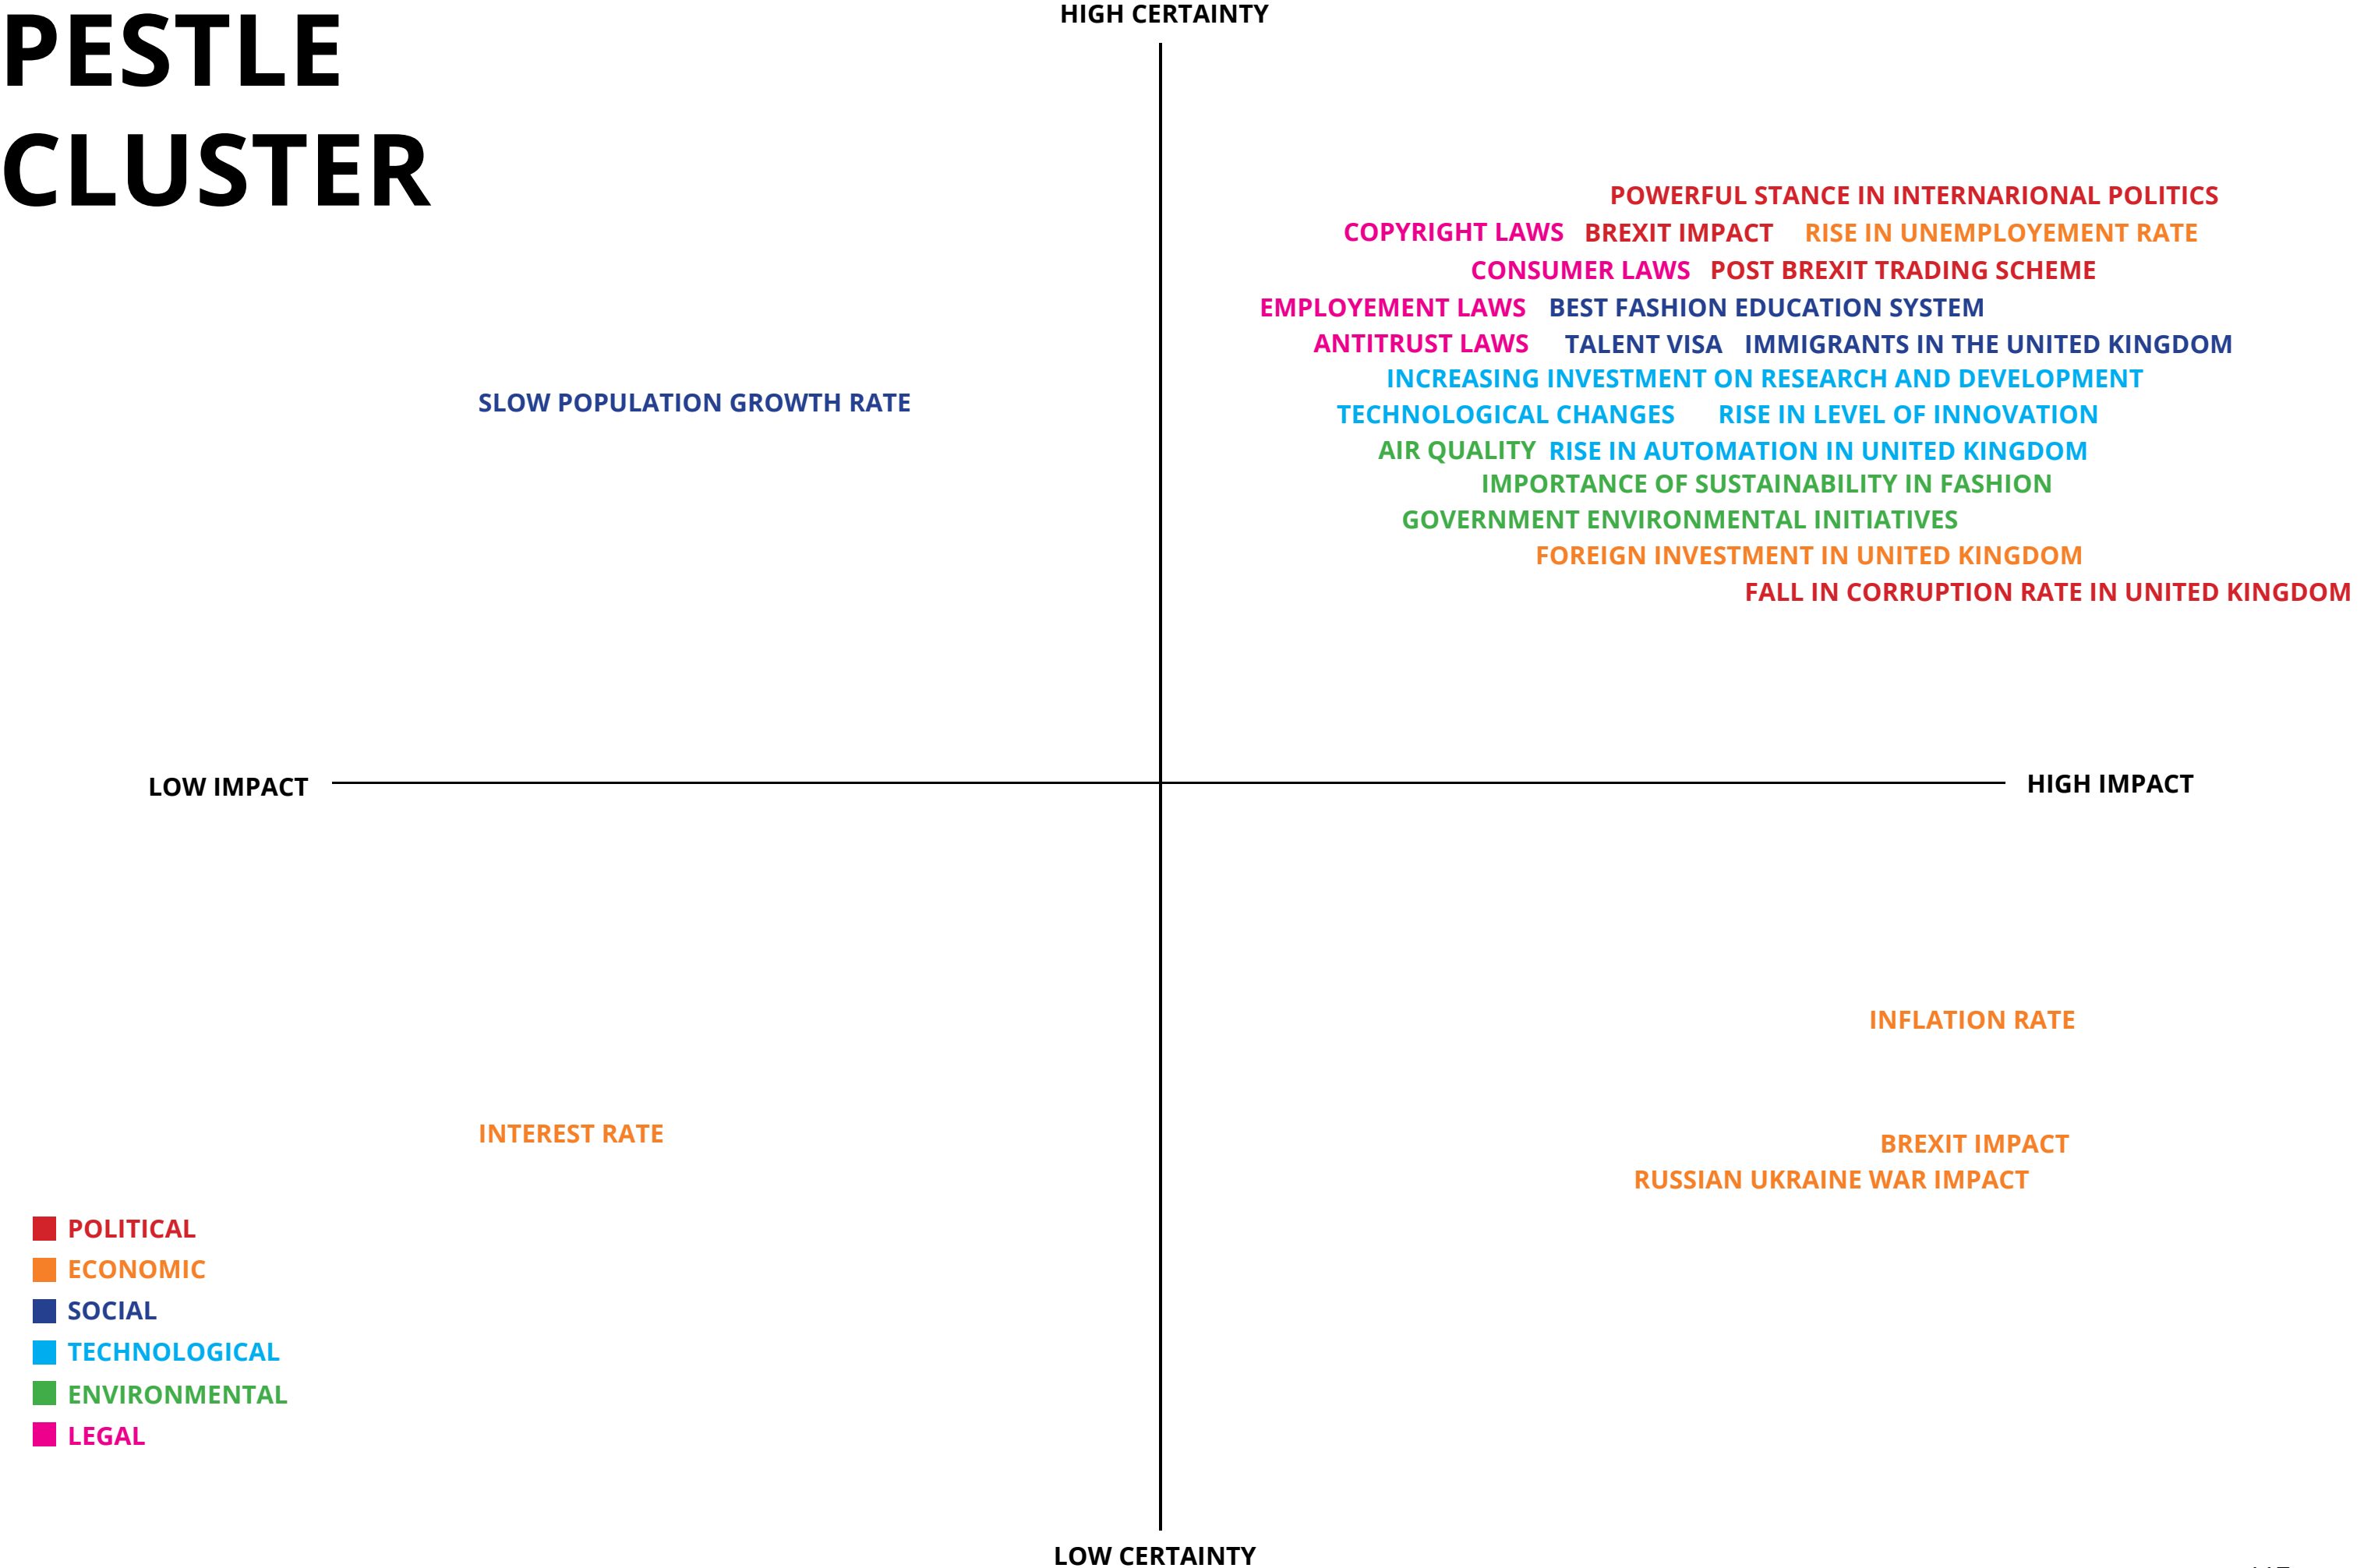 PESTLE
CLUSTER
HIGH CERTAINTY
POWERFUL STANCE IN INTERNARIONAL POLITICS
COPYRIGHT LAWS BREXIT IMPACT RISE IN UNEMPLOYEMENT RATE
CONSUMER LAWS POST BREXIT TRADING SCHEME
EMPLOYEMENT LAWS BEST FASHION EDUCATION SYSTEM
ANTITRUST LAWS TALENT VISA IMMIGRANTS IN THE UNITED KINGDOM
INCREASING INVESTMENT ON RESEARCH AND DEVELOPMENT
SLOW POPULATION GROWTH RATE
TECHNOLOGICAL CHANGES RISE IN LEVEL OF INNOVATION
AIR QUALITY RISE IN AUTOMATION IN UNITED KINGDOM
IMPORTANCE OF SUSTAINABILITY IN FASHION
GOVERNMENT ENVIRONMENTAL INITIATIVES
FOREIGN INVESTMENT IN UNITED KINGDOM
FALL IN CORRUPTION RATE IN UNITED KINGDOM
LOW IMPACT
HIGH IMPACT
INFLATION RATE
INTEREST RATE
BREXIT IMPACT
RUSSIAN UKRAINE WAR IMPACT
POLITICAL
ECONOMIC
SOCIAL
TECHNOLOGICAL
ENVIRONMENTAL
LEGAL
LOW CERTAINTY